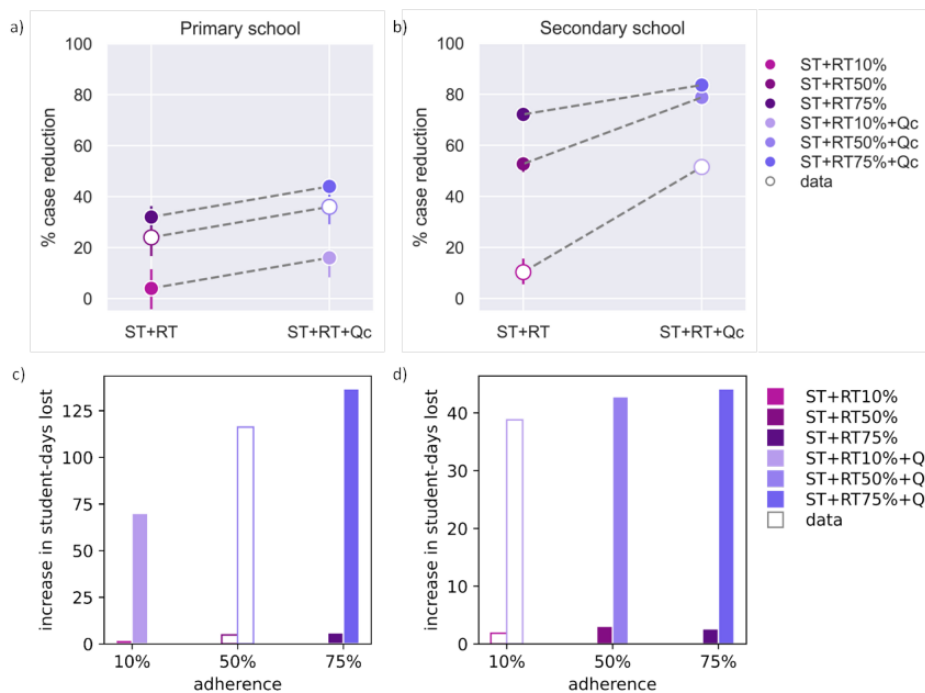 a)
Primary school
% case reduction
100
80
60
40
20
0
ST+RT
ST+RT+Qc
b)
Secondary school
% case reduction
100
80
60
40
20
0
ST+RT
ST+RT+Qc
ST+RT10%
ST+RT50%
ST+RT75%
ST+RT10%+Qc
ST+RT50%+Qc
ST+RT75%+Qc
data
c)
increase in student-days lost
125
100
75
50
25
0
10%
50%
75%
adherence
d)
increase in student-days lost
40
30
20
10
0
10%
50%
75%
adherence
ST+RT10%
ST+RT50%
ST+RT75%
ST+RT10%+Q
ST+RT50%+Q
ST+RT75%+Q
data